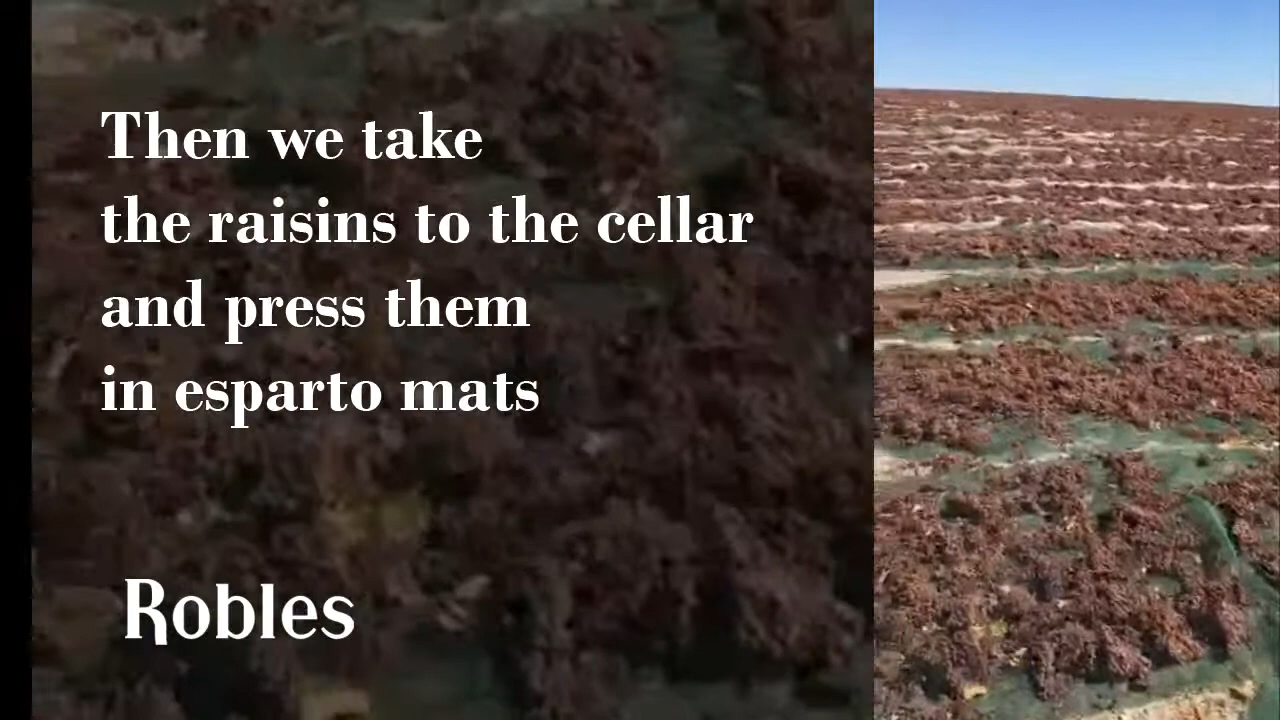 Then we take
the raisins to the cellar
and press them
in esparto mats
Robles